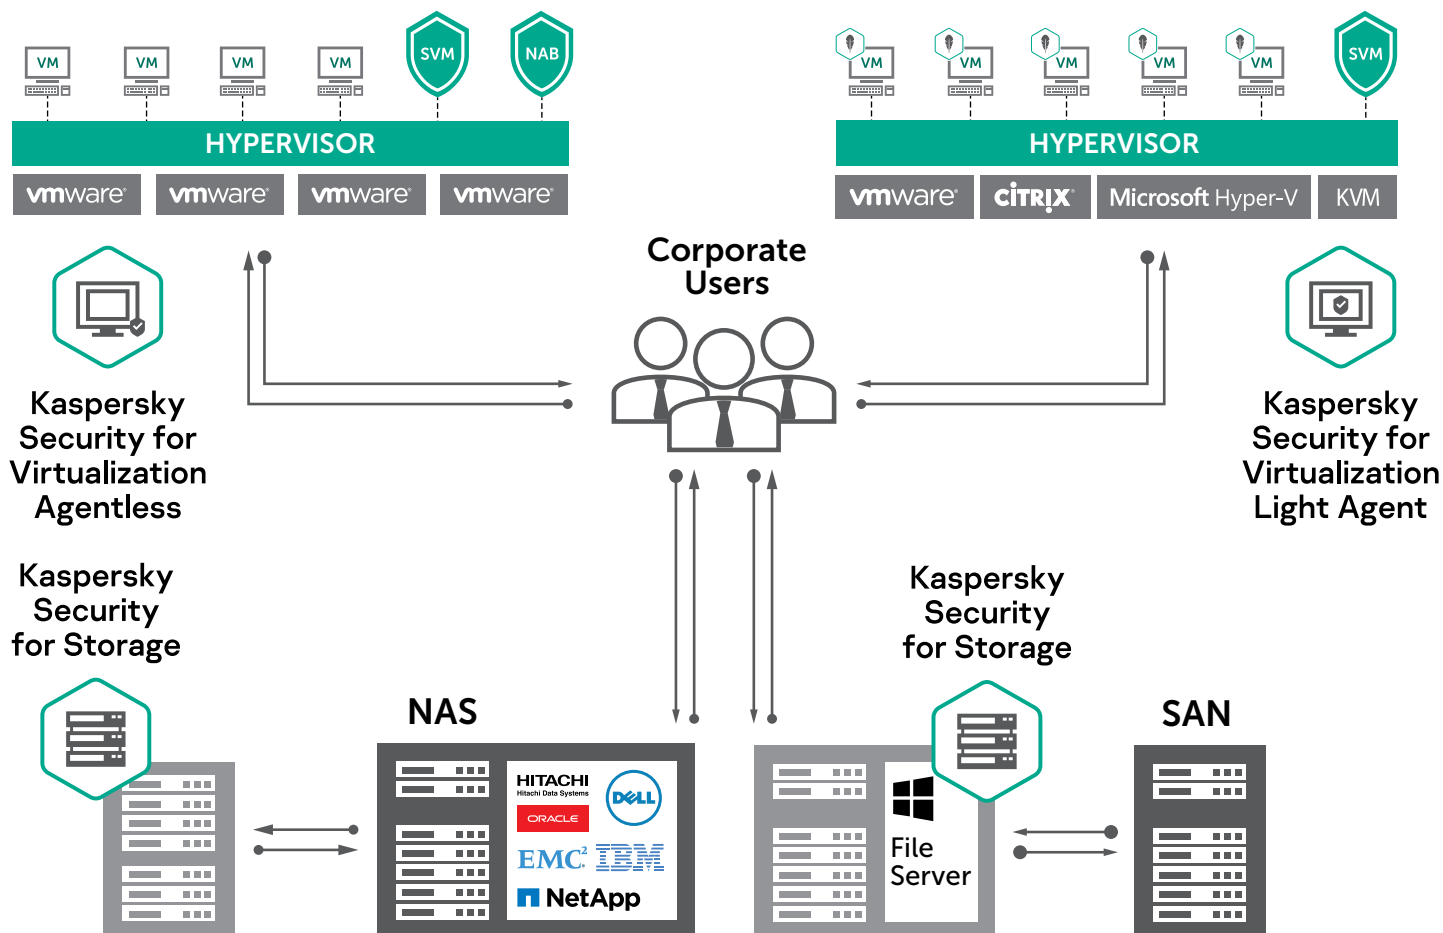 VM
VM
VM
VM
SVM
NAB
HYPERVISOR
vmware®
vmware®
vmware®
vmware®
VM
VM
VM
VM
VM
SVM
HYPERVISOR
vmware®
CİTRIX®
Microsoft Hyper-V
KVM
Corporate
Users
Kaspersky
Security for
Virtualization
Agentless
Kaspersky
Security for
Virtualization
Light Agent
Kaspersky
Security
for Storage
Kaspersky
Security
for Storage
NAS
HITACHI
Hitachi Data Systems
DELL
ORACLE
EMC²
IBM
NetApp
File
Server
SAN